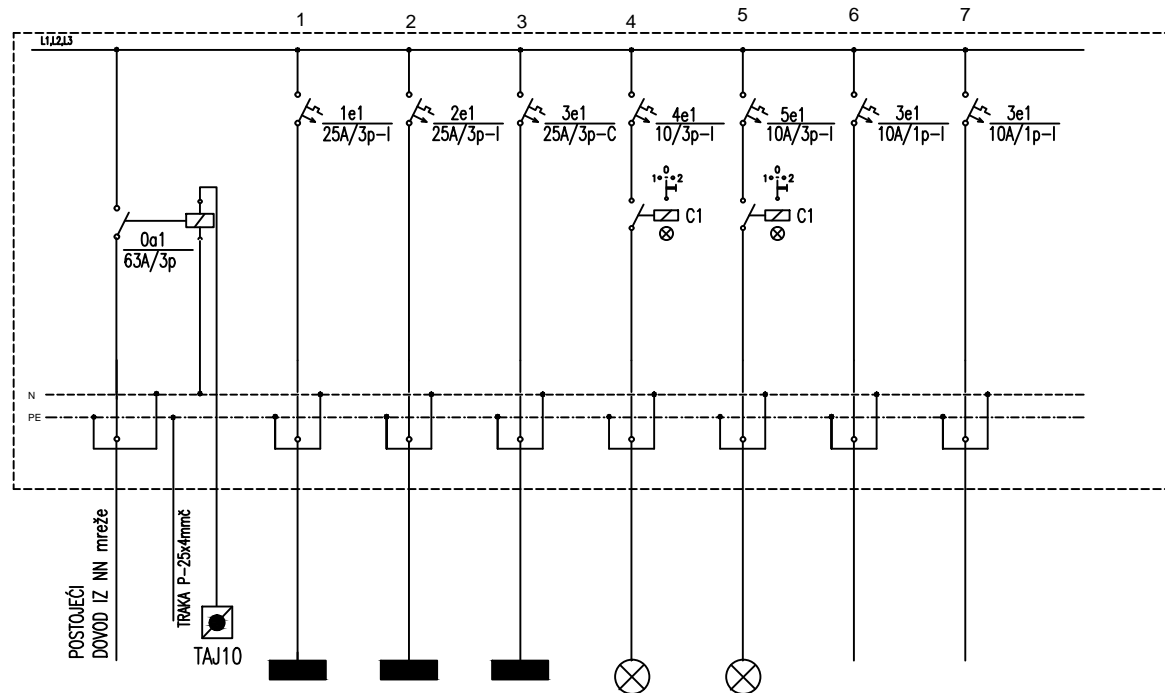 1 2 3 4 5 6 7
L1,L2,L3
1e1
25A/3p-I
2e1
25A/3p-I
3e1
25A/3p-C
4e1
10/3p-I
5e1
10A/3p-I
3e1
10A/1p-I
3e1
10A/1p-I
0
1 2
C1
0
1 2
C1
0a1
63A/3p
N
PE
POSTOJEĆI
DOVOD IZ NN mreže
TRAKA P-25x4mmč
TAJ10